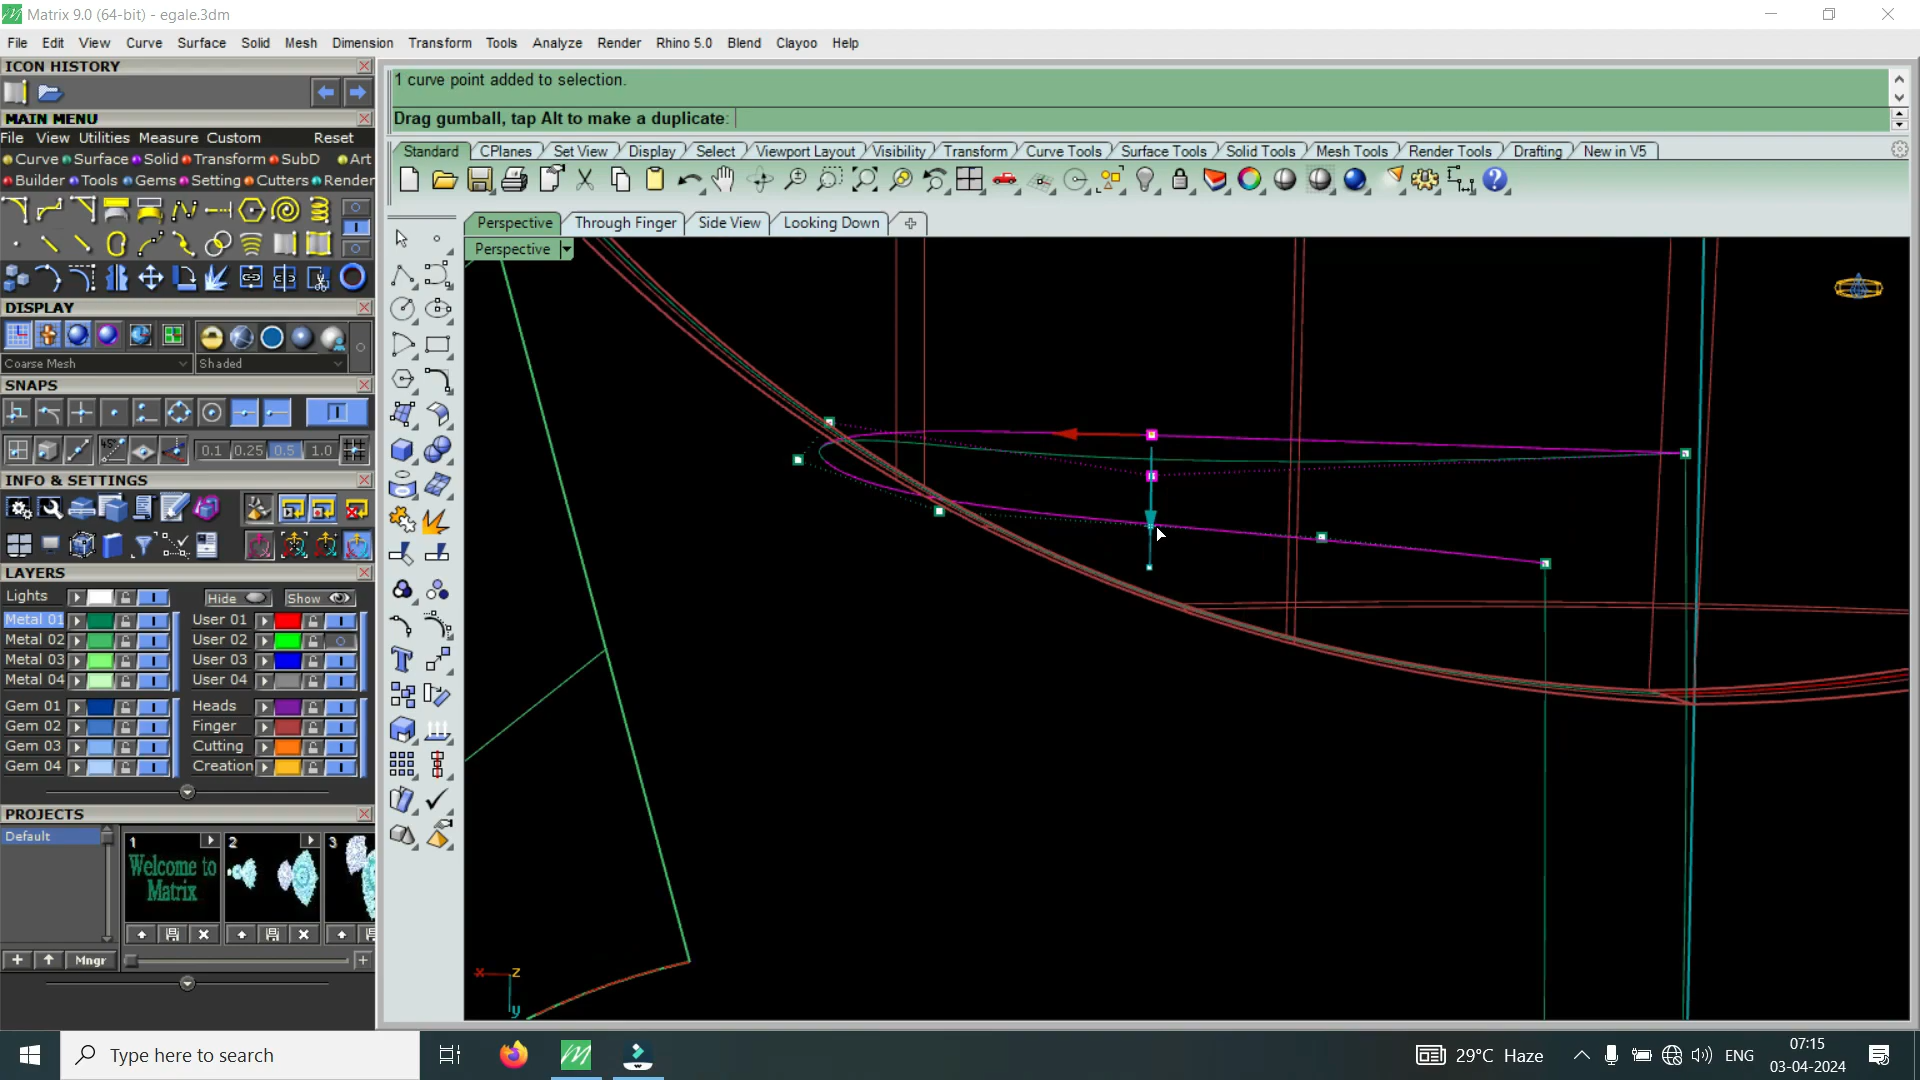 Matrix 9.0 (64-bit) - egale.3dm
File Edit View Curve Surface Solid Mesh Dimension Transform Tools Analyze Render Rhino 5.0 Blend Clayoo Help
ICON HISTORY
MAIN MENU
File View Utilities Measure Custom Reset
Curve Surface Solid Transform SubD Art
Builder Tools Gems Setting Cutters Render
DISPLAY
Coarse Mesh Shaded
SNAPS
0.1 0.25 0.5 1.0
INFO & SETTINGS
LAYERS
Lights Hide Show
Metal 01 User 01
Metal 02 User 02
Metal 03 User 03
Metal 04 User 04
Gem 01 Heads
Gem 02 Finger
Gem 03 Cutting
Gem 04 Creation
PROJECTS
Default
1 2 3
Welcome to
Matrix
Mngr
1 curve point added to selection.
Drag gumball, tap Alt to make a duplicate:
Standard CPlanes Set View Display Select Viewport Layout Visibility Transform Curve Tools Surface Tools Solid Tools Mesh Tools Render Tools Drafting New in V5
Perspective Through Finger Side View Looking Down
Perspective
x z
y
Type here to search
29°C Haze
ENG
07:15
03-04-2024